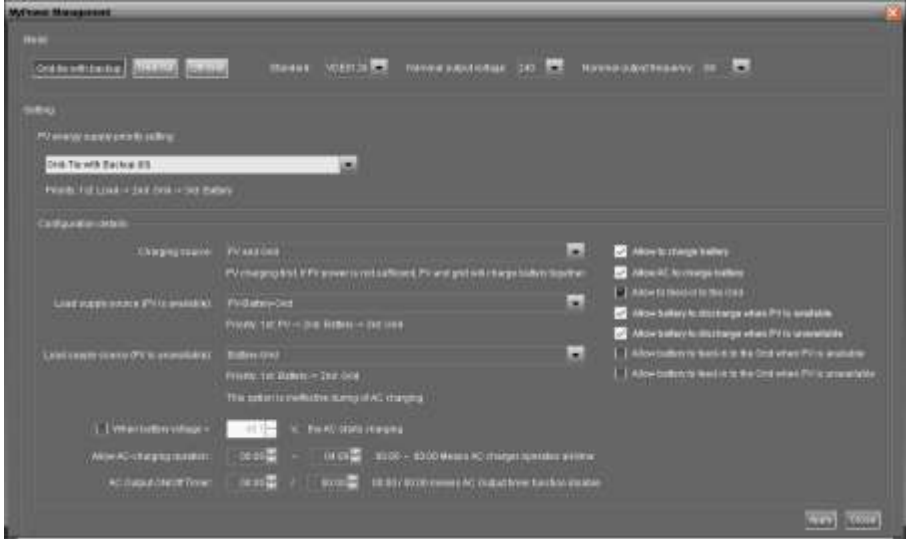 MyPower Management
Mode
Grid-tie with backup
Standard: Nominal output voltage: 240 Nominal output frequency:
Setting
PV energy supply priority setting
Grid-Tie with Backup (II)
Priority: 1st: Load -> 2nd: Grid -> 3rd: Battery
Configuration details
Charging source: PV and Grid
PV charging first. If PV power is not sufficient, PV and grid will charge battery together.
Load supply source (PV is available): PV-Battery-Grid
Priority: 1st: PV -> 2nd: Battery -> 3rd: Grid
Load supply source (PV is unavailable): Battery-Grid
Priority: 1st: Battery -> 2nd: Grid
This option is ineffective during of AC charging
Allow to charge battery
Allow AC to charge battery
Allow to feed-in to the Grid
Allow battery to discharge when PV is available
Allow battery to discharge when PV is unavailable
Allow battery to feed-in to the Grid when PV is available
Allow battery to feed-in to the Grid when PV is unavailable
When battery voltage < V, the AC starts charging
Allow AC charging duration: 00:00 - 00:00 - 00:00 Means AC charger operates all time
AC Output ON/Off Timer: 00:00 / 00:00 00:00 / 00:00 means AC Output timer function disable
Apply Close